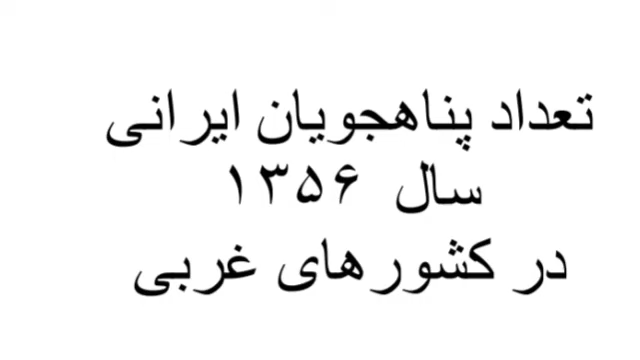 تعداد پناهجویان ایرانی
سال ۱۳۵۶
در کشورهای غربی